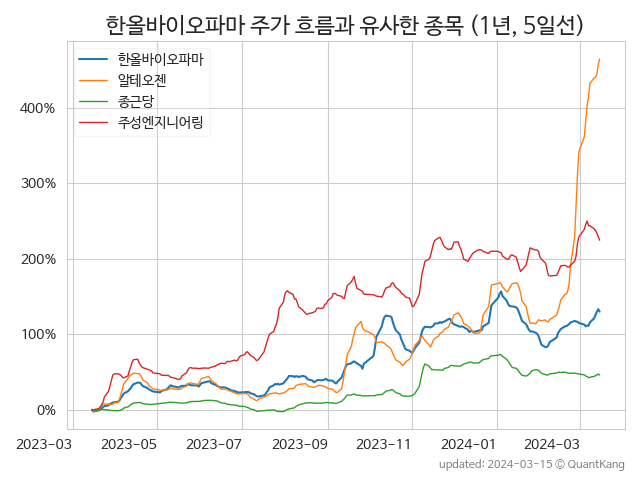 한올바이오파마 주가 흐름과 유사한 종목 (1년, 5일선)
한올바이오파마
알테오젠
종근당
주성엔지니어링
400%
300%
200%
100%
0%
2023-03 2023-05 2023-07 2023-09 2023-11 2024-01 2024-03
updated: 2024-03-15 © QuantKang